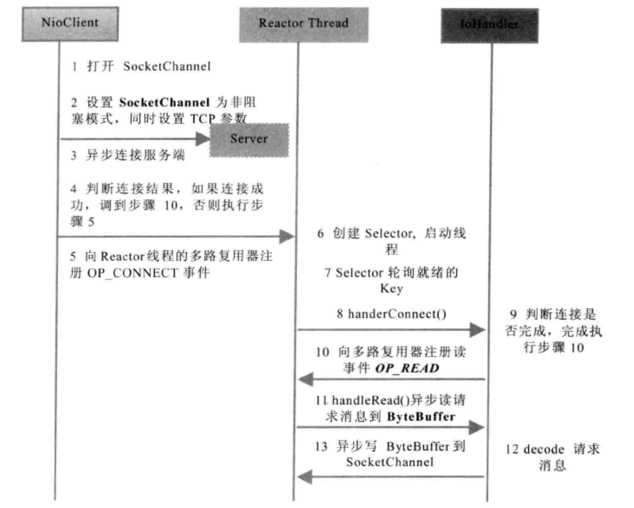 NioClient
Reactor Thread
IoHandler
1 打开 SocketChannel
2 设置 SocketChannel 为非阻
塞模式，同时设置 TCP 参数
Server
3 异步连接服务端
4 判断连接结果，如果连接成
功，调到步骤 10，否则执行步
骤 5
5 向 Reactor 线程的多路复用器注
册 OP_CONNECT 事件
6 创建 Selector, 启动线
程
7 Selector 轮询就绪的
Key
8 handerConnect()
9 判断连接是
否完成，完成执
行步骤 10
10 向多路复用器注册读
事件 OP_READ
11 handleRead()异步读请
求消息到 ByteBuffer
12 decode 请求
消息
13 异步写 ByteBuffer 到
SocketChannel